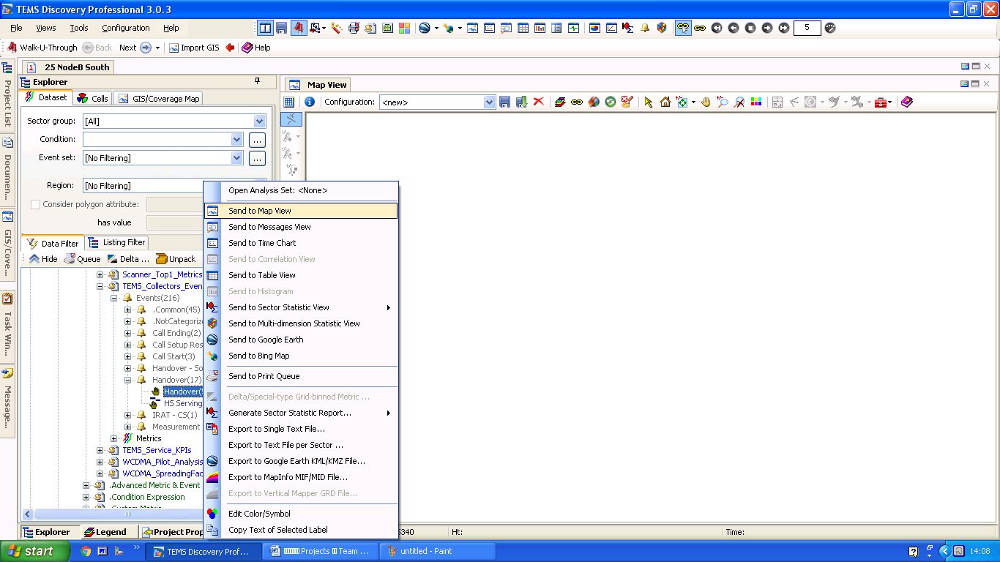 TEMS Discovery Professional 3.0.3
File Views Tools Configuration Help
5
Walk-U-Through Back Next Import GIS Help
Project List
Documen...
GIS/Cove...
Task Win...
Message...
25 NodeB South
Explorer
Dataset Cells GIS/Coverage Map
Sector group: [All]
Condition: ...
Event set: [No Filtering] ...
Region: [No Filtering]
Consider polygon attribute:
has value
Data Filter Listing Filter
Hide Queue Delta ... Unpack
Scanner_Top1_Metrics
TEMS_Collectors_Even
Events(216)
.Common(45)
.NotCategorize
Call Ending(2)
Call Setup Res
Call Start(3)
Handover - So
Handover(17)
Handover(
HS Serving
IRAT - CS(1)
Measurement
Metrics
TEMS_Service_KPIs
WCDMA_Pilot_Analysis
WCDMA_SpreadingFac
.Advanced Metric & Event
.Condition Expression
.Custom Metric
Explorer Legend Project Prop
Map View
Configuration: <new>
Open Analysis Set: <None>
Send to Map View
Send to Messages View
Send to Time Chart
Send to Correlation View
Send to Table View
Send to Histogram
Send to Sector Statistic View
Send to Multi-dimension Statistic View
Send to Google Earth
Send to Bing Map
Send to Print Queue
Delta/Special-type Grid-binned Metric ...
Generate Sector Statistic Report...
Export to Single Text File...
Export to Text File per Sector ...
Export to Google Earth KML/KMZ File...
Export to MapInfo MIF/MID File...
Export to Vertical Mapper GRD File...
Edit Color/Symbol
Copy Text of Selected Label
5340 Ht: Time:
start TEMS Discovery Prof... Projects Team ... untitled - Paint 14:08